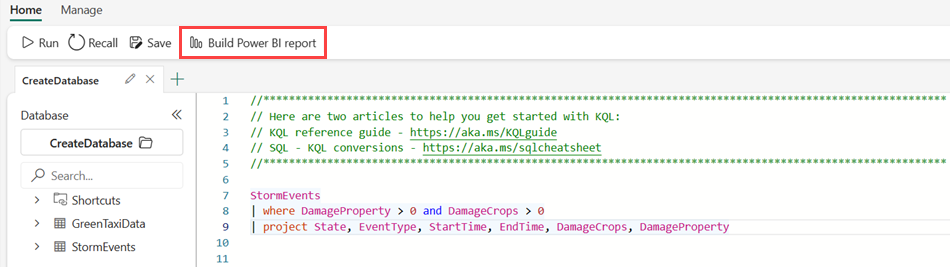 Home Manage
Run Recall Save Build Power BI report
CreateDatabase
Database
CreateDatabase
Search...
Shortcuts
GreenTaxiData
StormEvents
1 //***********************************************************************************************************
2 // Here are two articles to help you get started with KQL:
3 // KQL reference guide - https://aka.ms/KQLguide
4 // SQL - KQL conversions - https://aka.ms/sqlcheatsheet
5 //***********************************************************************************************************
6
7 StormEvents
8 | where DamageProperty > 0 and DamageCrops > 0
9 | project State, EventType, StartTime, EndTime, DamageCrops, DamageProperty
10
11